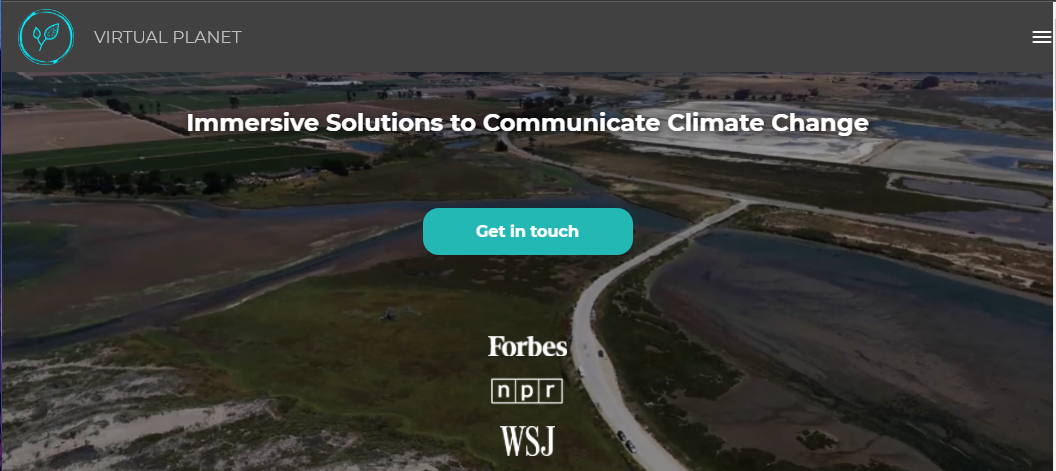 VIRTUAL PLANET
Immersive Solutions to Communicate Climate Change
Get in touch
Forbes
npr
WSJ